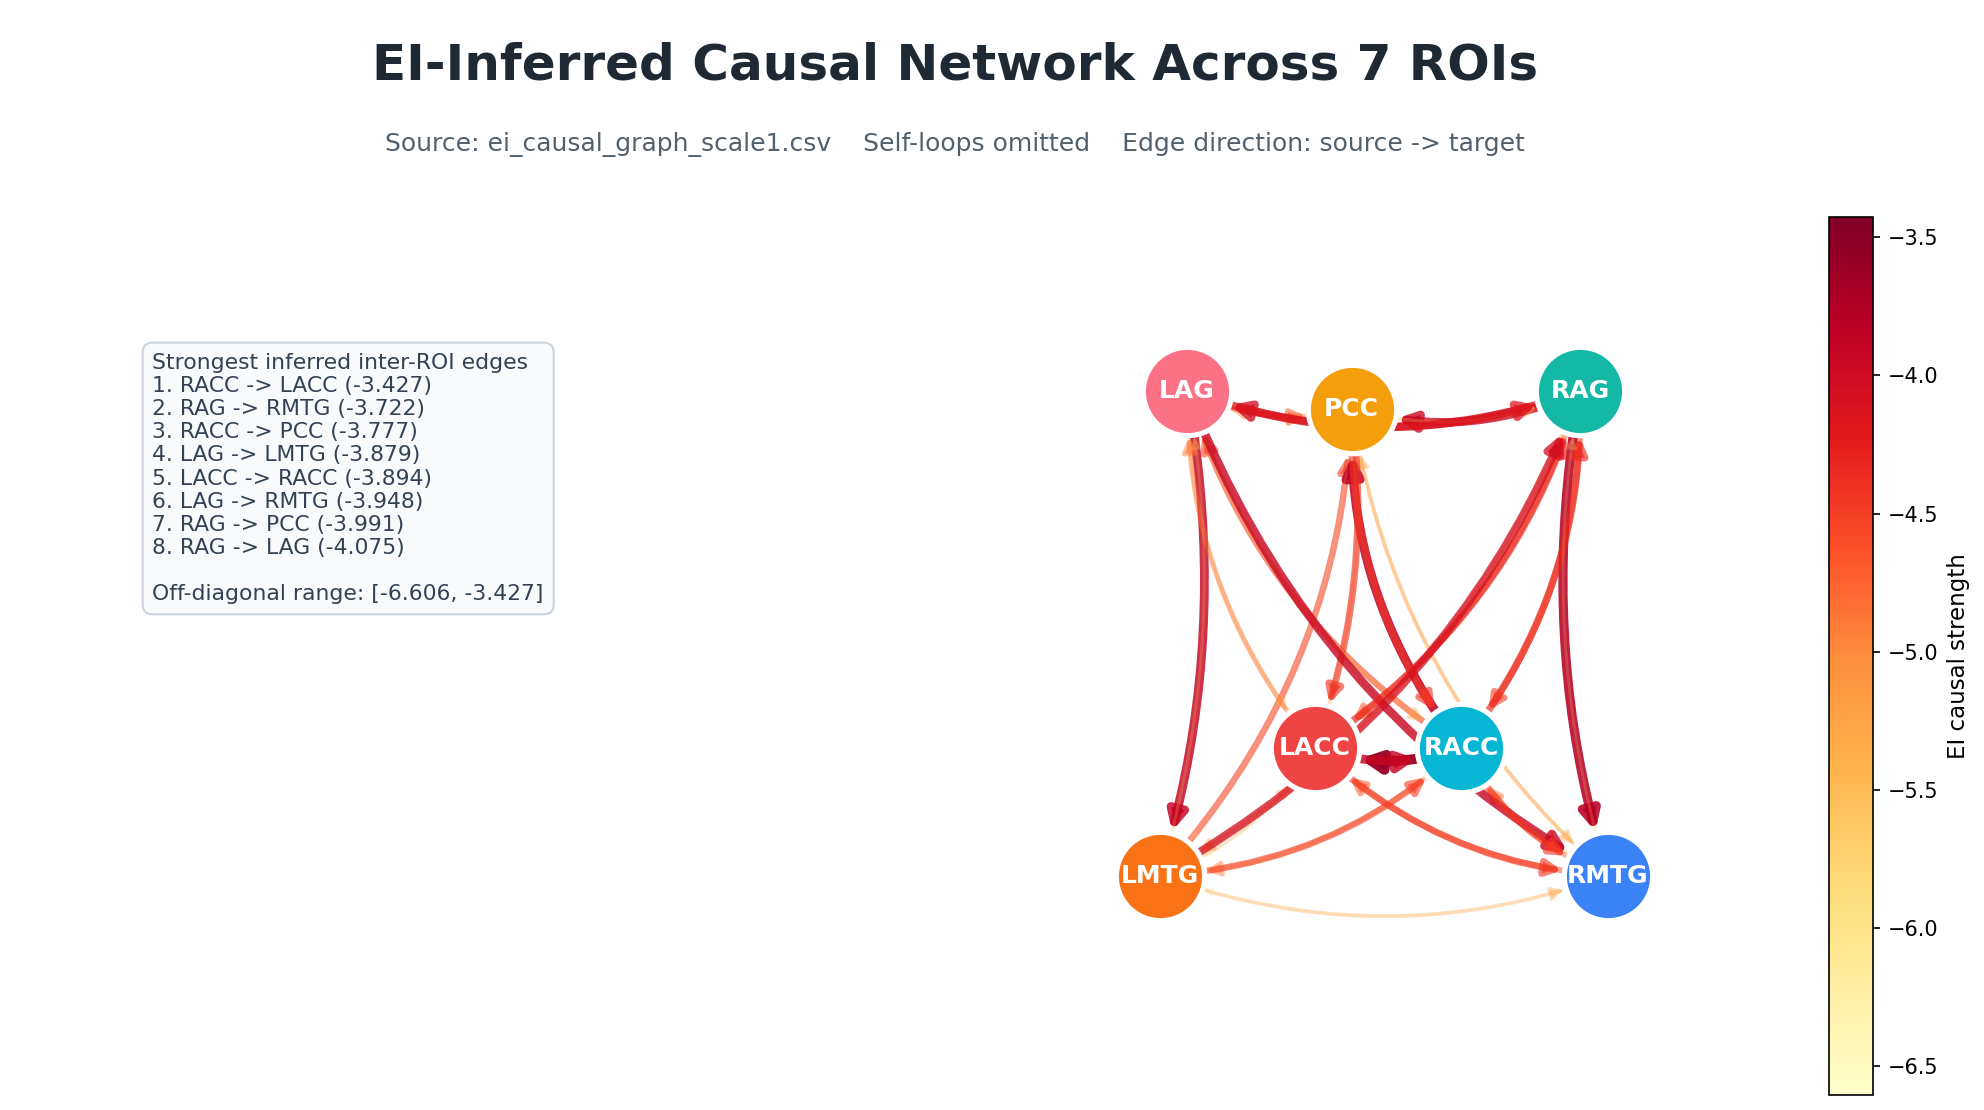 EI-Inferred Causal Network Across 7 ROIs
Source: ei_causal_graph_scale1.csv    Self-loops omitted    Edge direction: source -> target
Strongest inferred inter-ROI edges
1. RACC -> LACC (-3.427)
2. RAG -> RMTG (-3.722)
3. RACC -> PCC (-3.777)
4. LAG -> LMTG (-3.879)
5. LACC -> RACC (-3.894)
6. LAG -> RMTG (-3.948)
7. RAG -> PCC (-3.991)
8. RAG -> LAG (-4.075)
Off-diagonal range: [-6.606, -3.427]
LAG
PCC
RAG
LACC
RACC
LMTG
RMTG
−3.5
−4.0
−4.5
−5.0
−5.5
−6.0
−6.5
EI causal strength